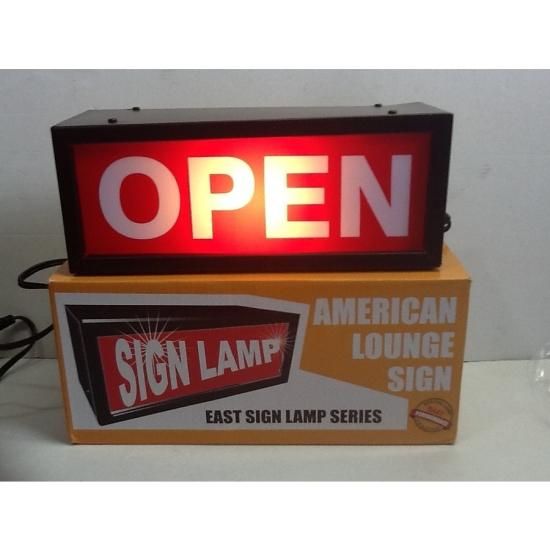 OPEN
AMERICAN
LOUNGE
SIGN
SIGN LAMP
EAST SIGN LAMP SERIES